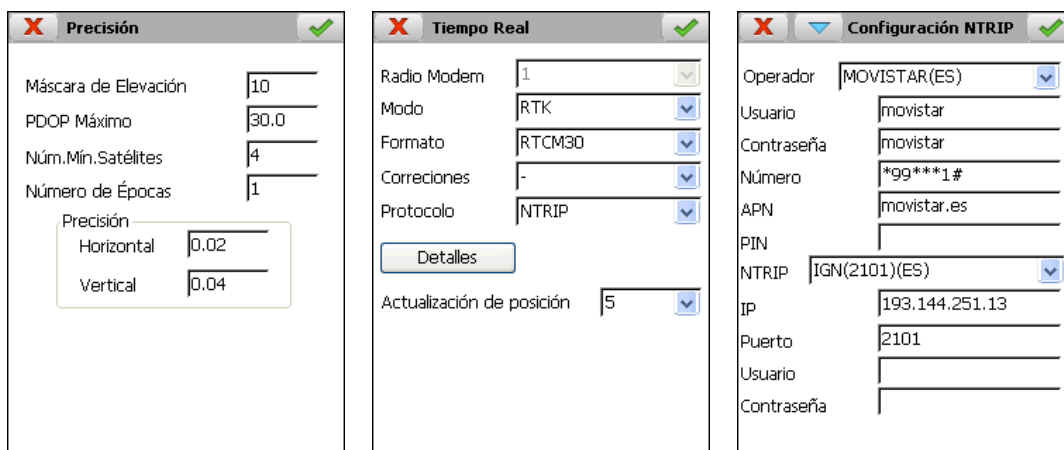 Precisión
Máscara de Elevación 10
PDOP Máximo 30.0
Núm.Mín.Satélites 4
Número de Épocas 1
Precisión
Horizontal 0.02
Vertical 0.04
Tiempo Real
Radio Modem 1
Modo RTK
Formato RTCM30
Correciones -
Protocolo NTRIP
Detalles
Actualización de posición 5
Configuración NTRIP
Operador MOVISTAR(ES)
Usuario movistar
Contraseña movistar
Número *99***1#
APN movistar.es
PIN
NTRIP IGN(2101)(ES)
IP 193.144.251.13
Puerto 2101
Usuario
Contraseña